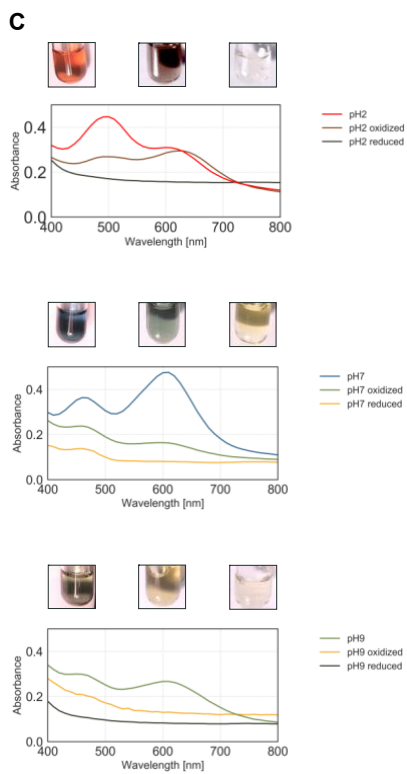 C
0.4
0.2
0.0
Absorbance
400
500
600
700
800
Wavelength [nm]
pH2
pH2 oxidized
pH2 reduced
0.4
0.2
0.0
Absorbance
400
500
600
700
800
Wavelength [nm]
pH7
pH7 oxidized
pH7 reduced
0.4
0.2
0.0
Absorbance
400
500
600
700
800
Wavelength [nm]
pH9
pH9 oxidized
pH9 reduced